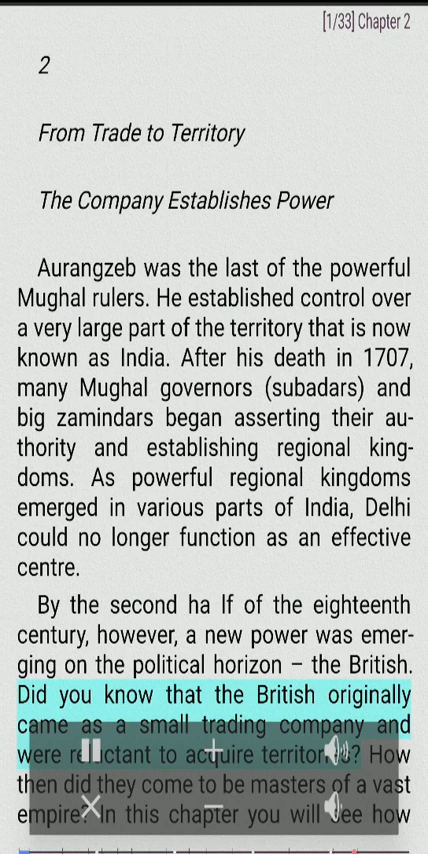 [1/33] Chapter 2
2
From Trade to Territory
The Company Establishes Power
Aurangzeb was the last of the powerful
Mughal rulers. He established control over
a very large part of the territory that is now
known as India. After his death in 1707,
many Mughal governors (subadars) and
big zamindars began asserting their au-
thority and establishing regional king-
doms. As powerful regional kingdoms
emerged in various parts of India, Delhi
could no longer function as an effective
centre.
By the second ha lf of the eighteenth
century, however, a new power was emer-
ging on the political horizon – the British.
Did you know that the British originally
came as a small trading company and
were reluctant to acquire territories? How
then did they come to be masters of a vast
empire? In this chapter you will see how